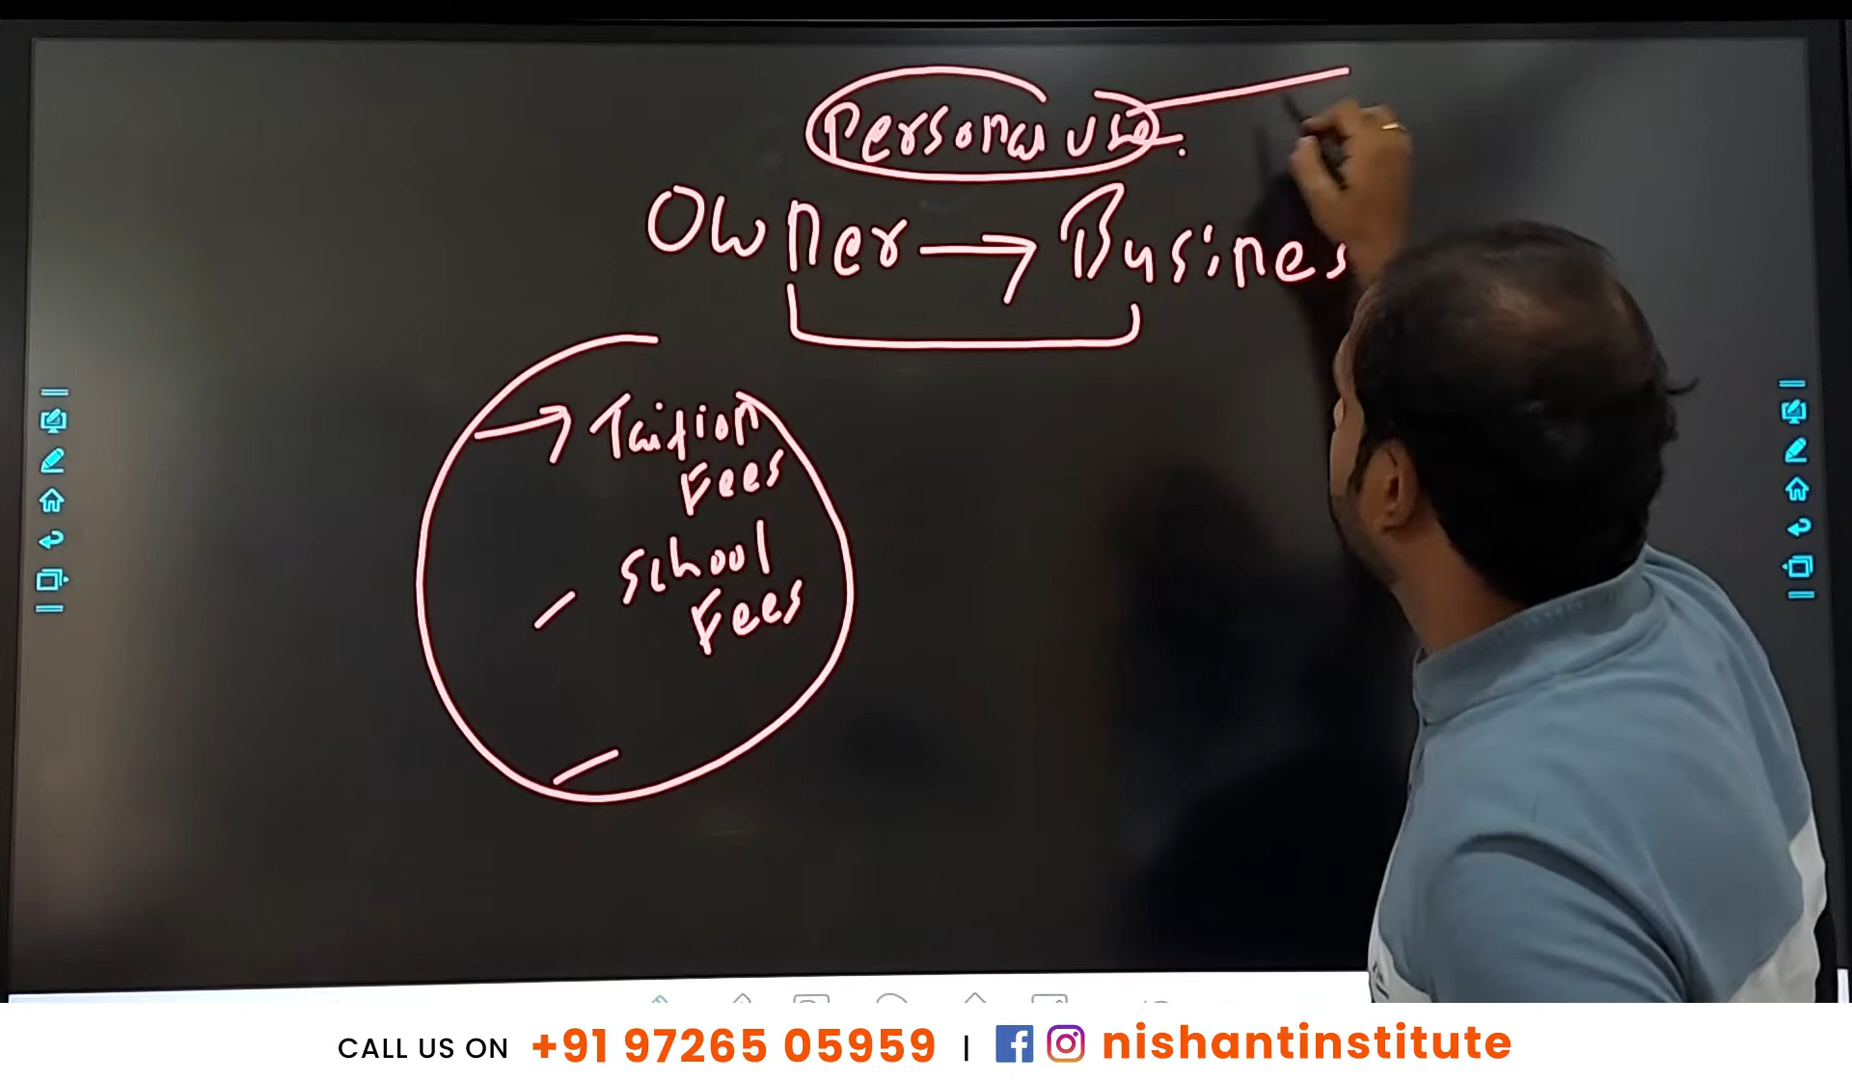 Personal use.
Owner → Busines
→ Tuition
Fees
School
Fees
CALL US ON +91 97265 05959 | nishantinstitute